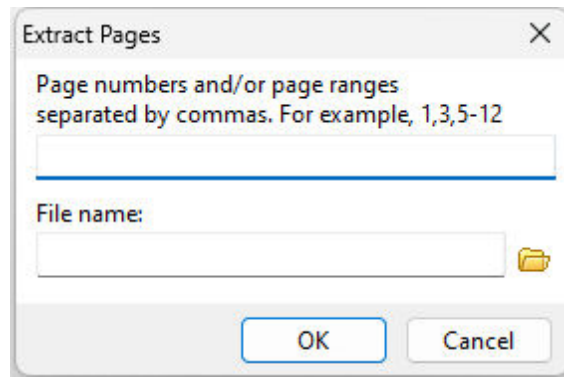 Extract Pages
Page numbers and/or page ranges
separated by commas. For example, 1,3,5-12
File name:
OK
Cancel